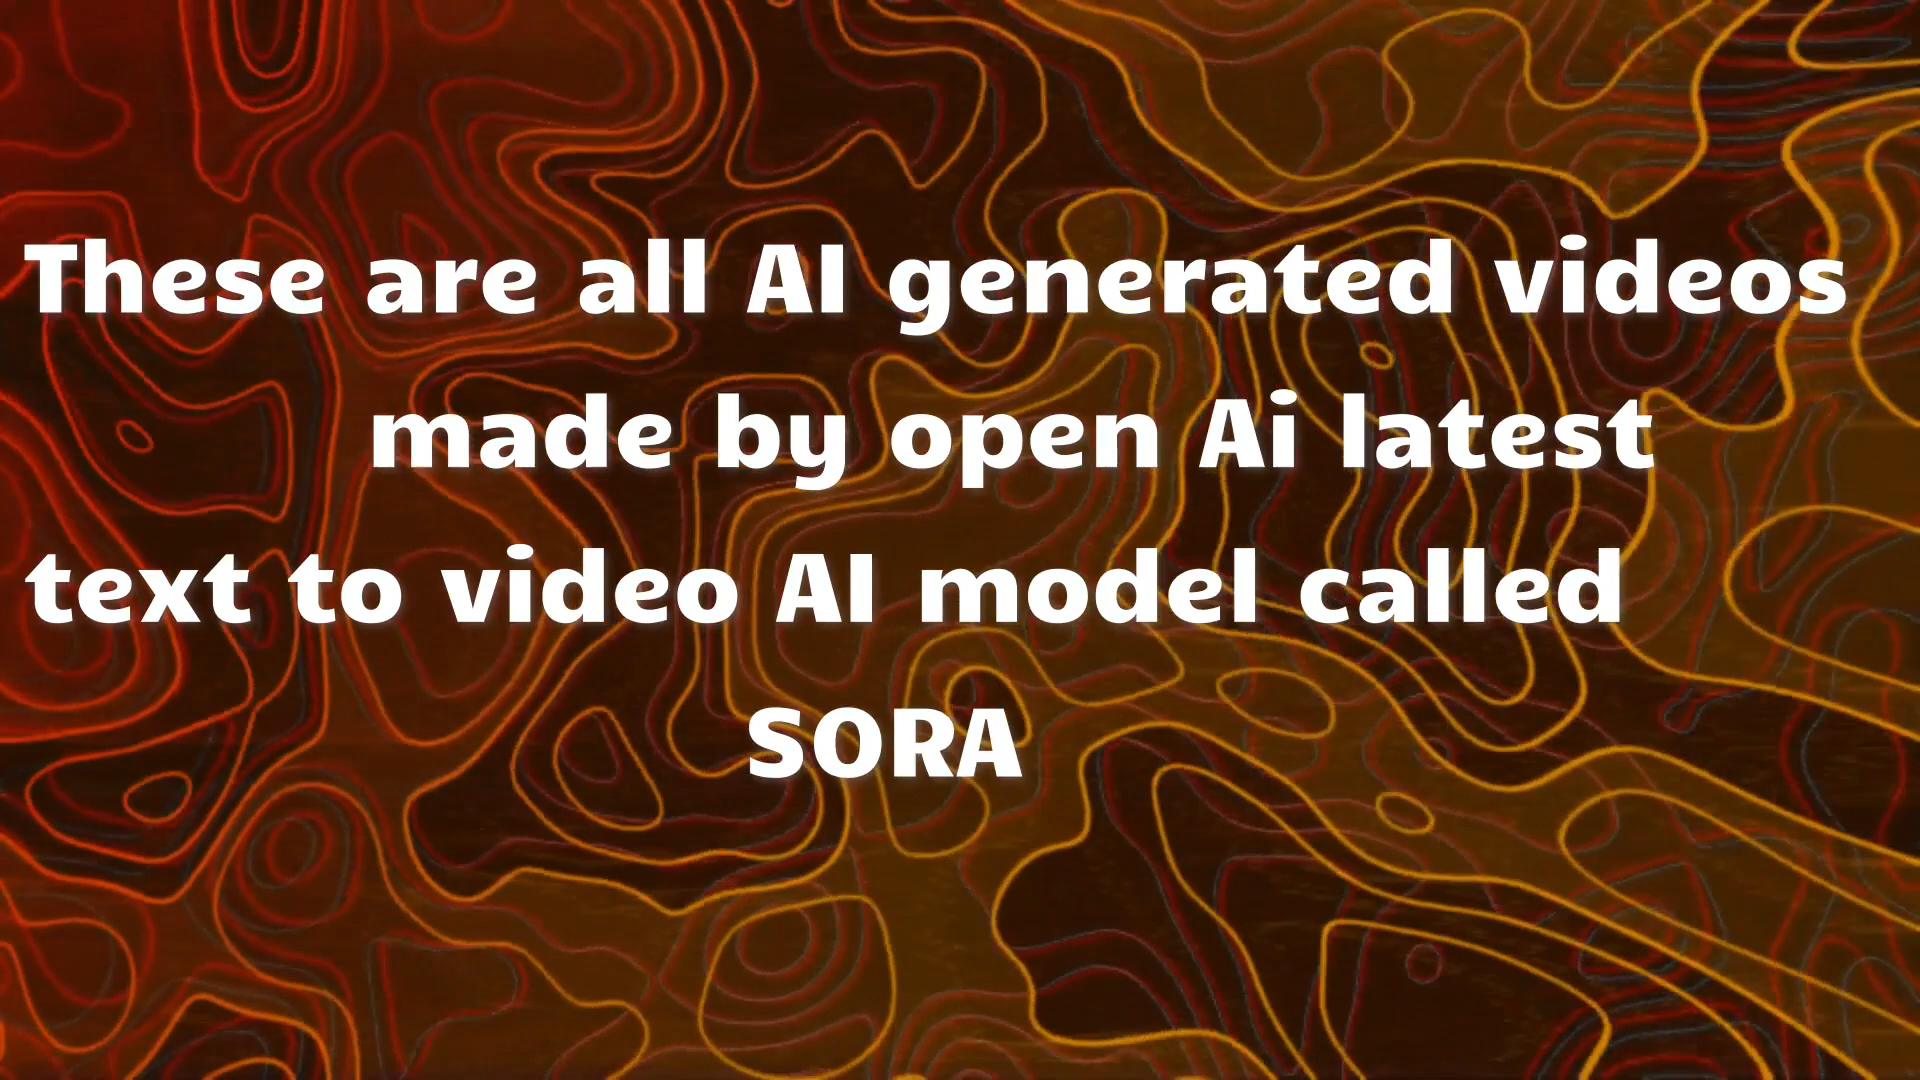 These are all AI generated videos
made by open Ai latest
text to video AI model called
SORA